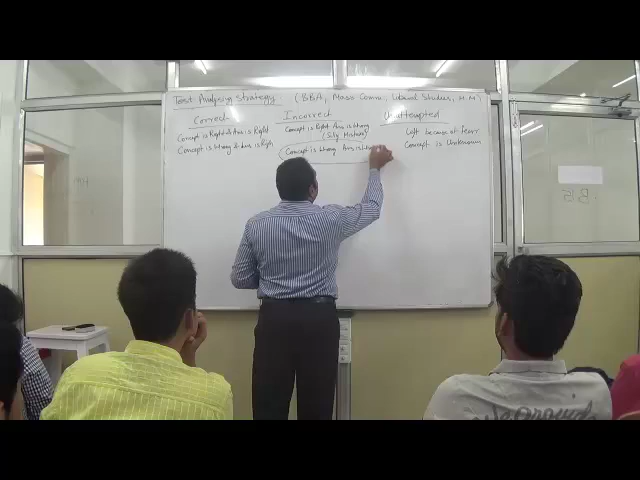 Test Analysing Strategy (BBA, Mass Comm, Liberal Studies, H.M)
Correct
Concept is Right & Ans is Right
Concept is Wrong & Ans is Right
Incorrect
Concept is Right Ans is Wrong
(Silly Mistake)
Concept is Wrong Ans is
Unattempted
Left because of fear
Concept is Unknown